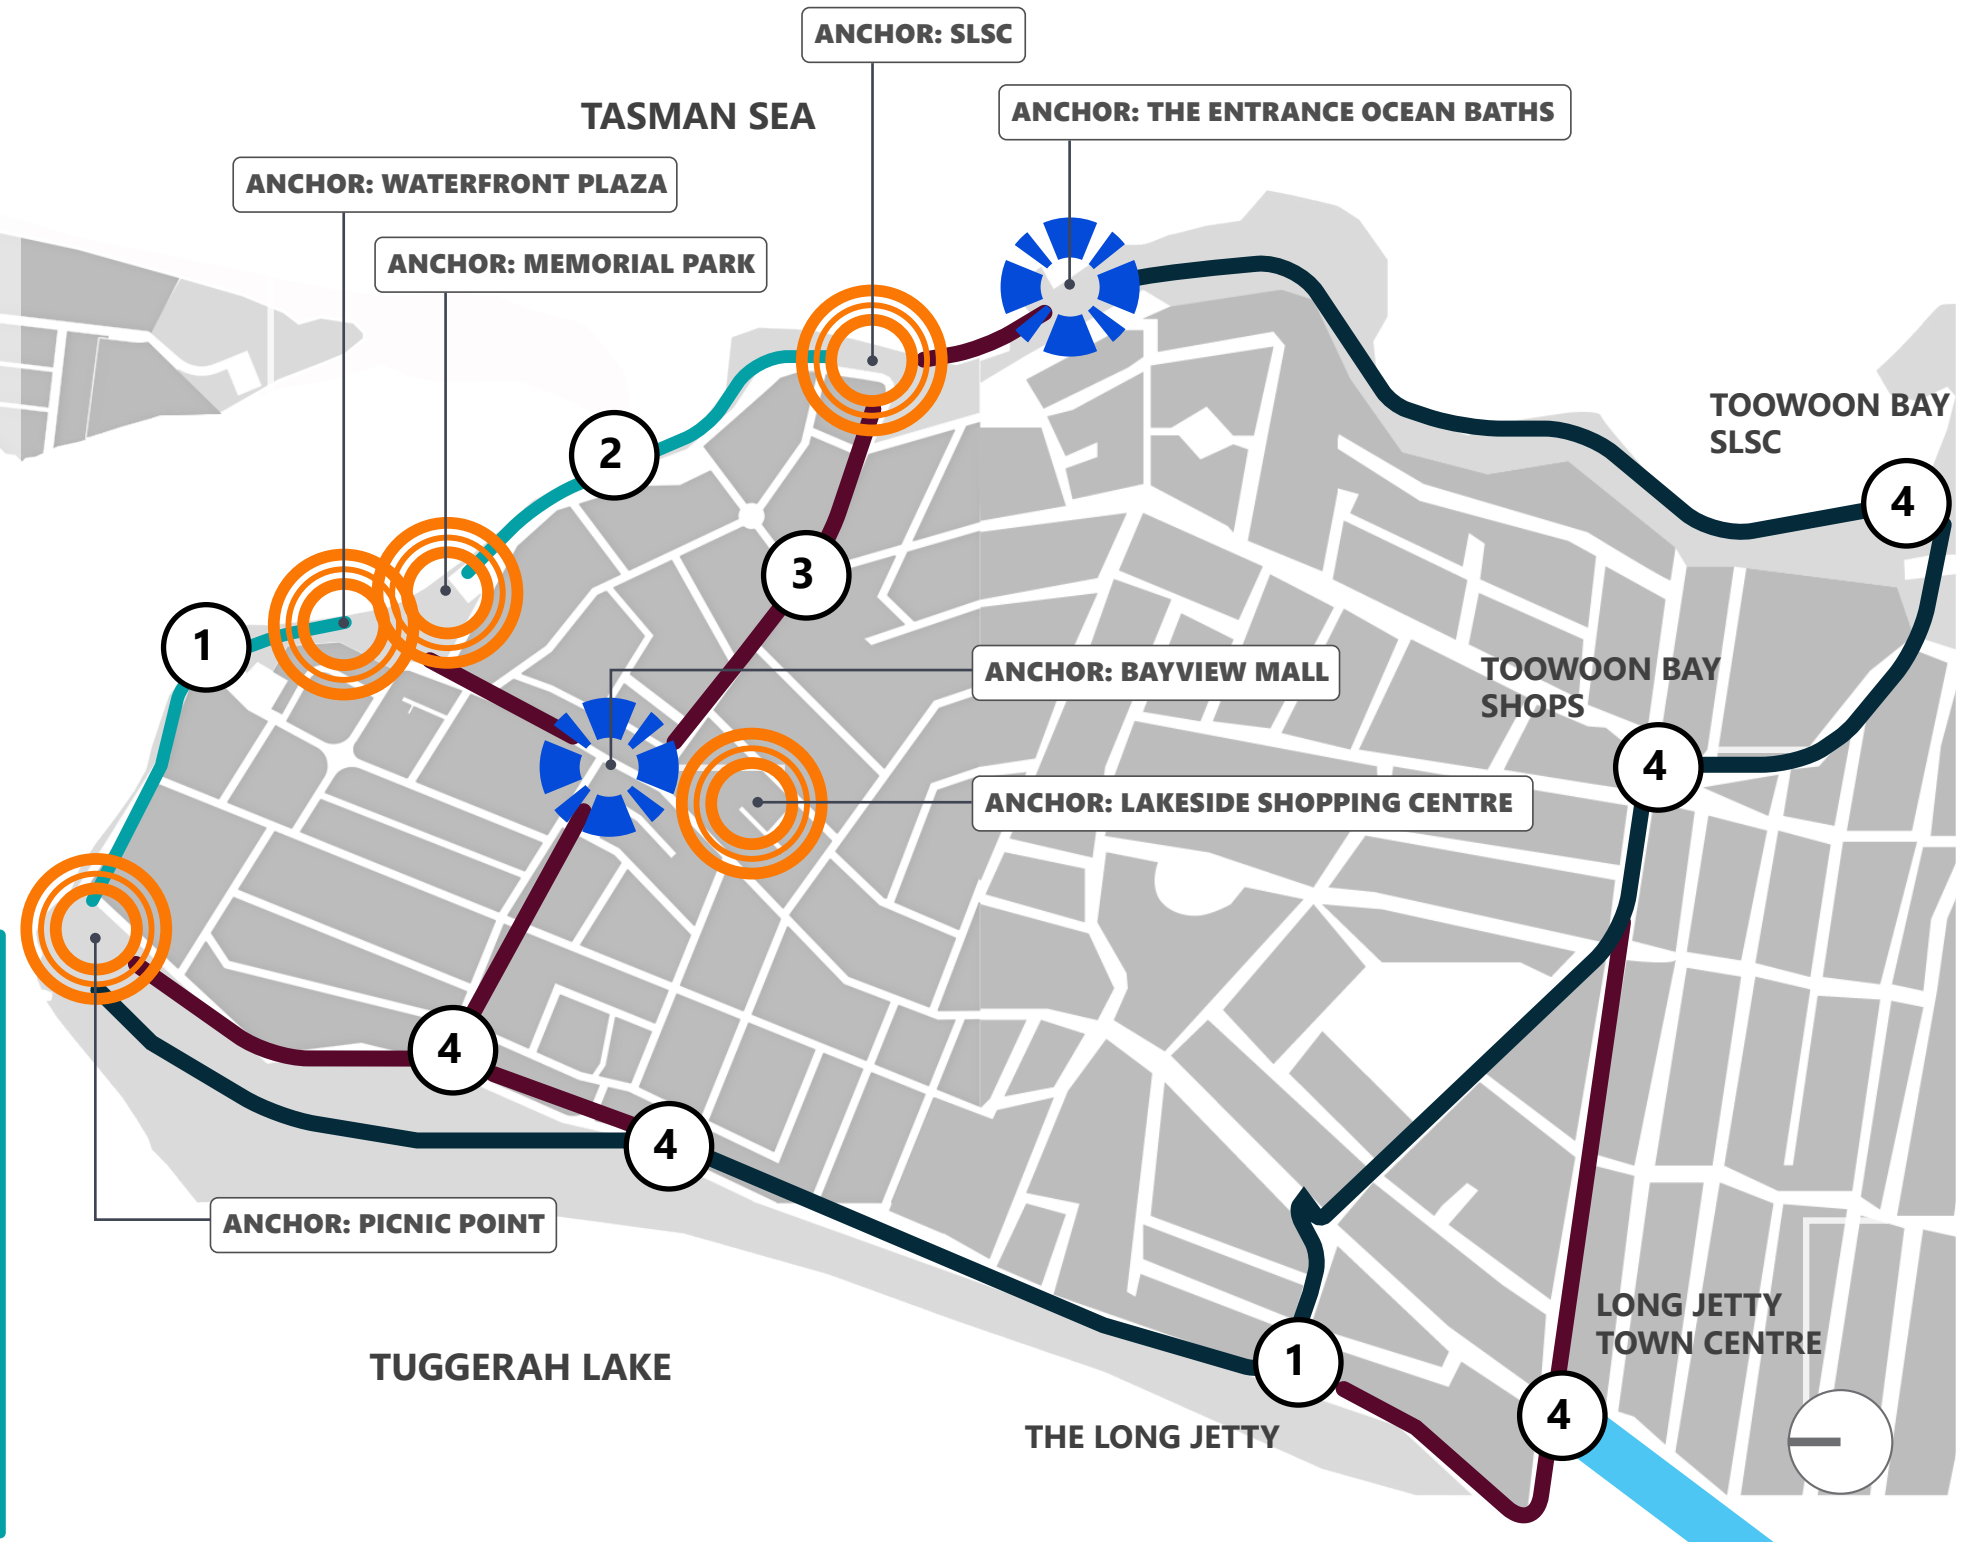 ANCHOR: SLSC
TASMAN SEA
ANCHOR: THE ENTRANCE OCEAN BATHS
ANCHOR: WATERFRONT PLAZA
ANCHOR: MEMORIAL PARK
TOOWOON BAY
SLSC
2
4
3
1
ANCHOR: BAYVIEW MALL
TOOWOON BAY
SHOPS
4
ANCHOR: LAKESIDE SHOPPING CENTRE
4
4
ANCHOR: PICNIC POINT
LONG JETTY
TOWN CENTRE
TUGGERAH LAKE
1
4
THE LONG JETTY